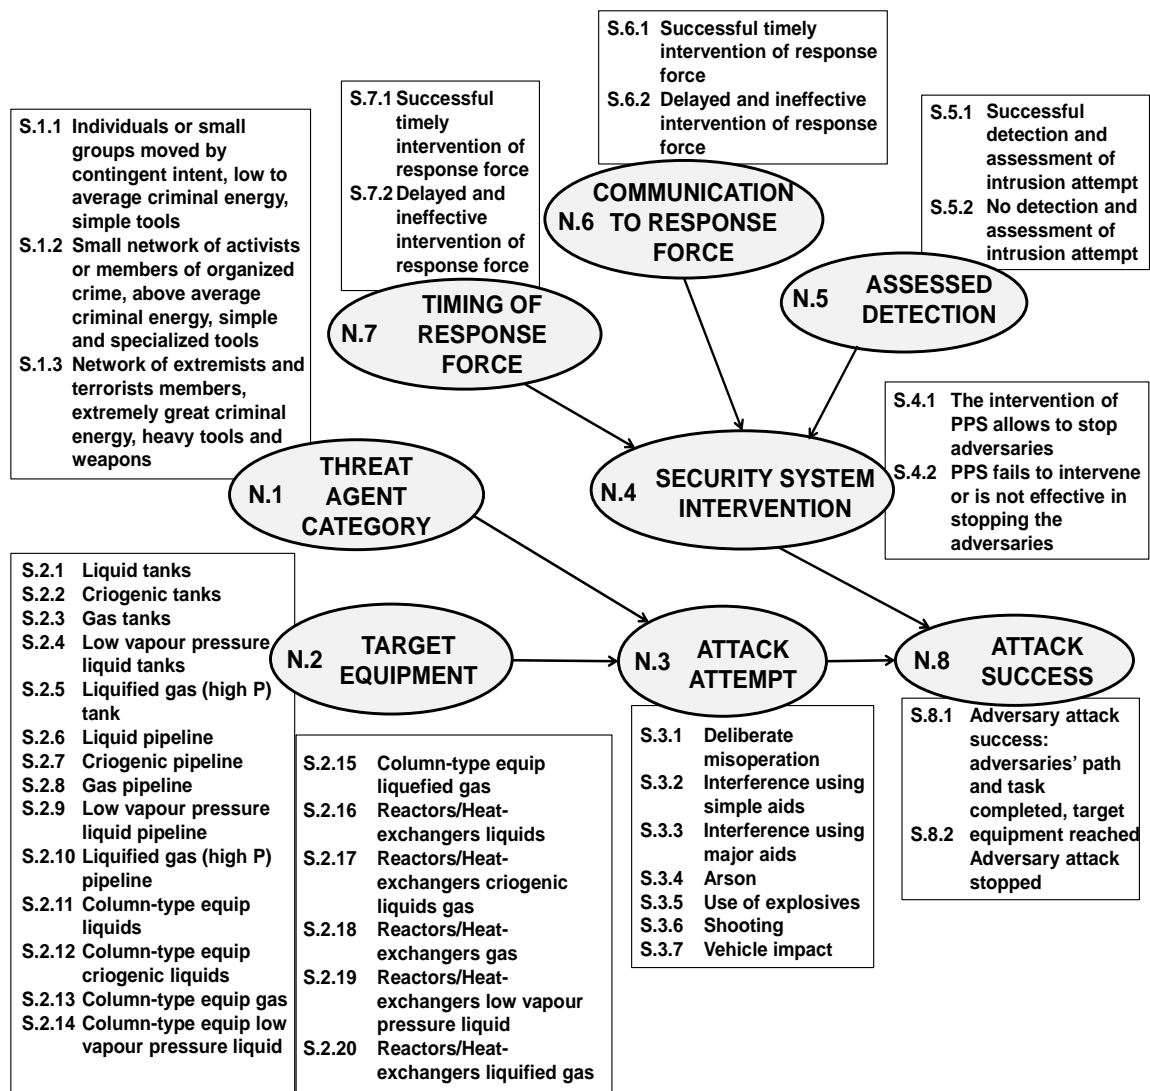 S.6.1 Successful timely
intervention of response
force
S.6.2 Delayed and ineffective
intervention of response
force
S.7.1 Successful
timely
intervention of
response force
S.7.2 Delayed and
ineffective
intervention of
response force
S.5.1 Successful
detection and
assessment of
intrusion attempt
S.5.2 No detection and
assessment of
intrusion attempt
S.1.1 Individuals or small
groups moved by
contingent intent, low to
average criminal energy,
simple tools
S.1.2 Small network of activists
or members of organized
crime, above average
criminal energy, simple
and specialized tools
S.1.3 Network of extremists and
terrorists members,
extremely great criminal
energy, heavy tools and
weapons
N.6 COMMUNICATION
TO RESPONSE
FORCE
N.5 ASSESSED
DETECTION
N.7 TIMING OF
RESPONSE
FORCE
S.4.1 The intervention of
PPS allows to stop
adversaries
S.4.2 PPS fails to intervene
or is not effective in
stopping the
adversaries
N.1 THREAT
AGENT
CATEGORY
N.4 SECURITY SYSTEM
INTERVENTION
S.2.1 Liquid tanks
S.2.2 Criogenic tanks
S.2.3 Gas tanks
S.2.4 Low vapour pressure
liquid tanks
S.2.5 Liquified gas (high P)
tank
S.2.6 Liquid pipeline
S.2.7 Criogenic pipeline
S.2.8 Gas pipeline
S.2.9 Low vapour pressure
liquid pipeline
S.2.10 Liquified gas (high P)
pipeline
S.2.11 Column-type equip
liquids
S.2.12 Column-type equip
criogenic liquids
S.2.13 Column-type equip gas
S.2.14 Column-type equip low
vapour pressure liquid
N.2 TARGET
EQUIPMENT
N.3 ATTACK
ATTEMPT
N.8 ATTACK
SUCCESS
S.2.15 Column-type equip
liquefied gas
S.2.16 Reactors/Heat-
exchangers liquids
S.2.17 Reactors/Heat-
exchangers criogenic
liquids gas
S.2.18 Reactors/Heat-
exchangers gas
S.2.19 Reactors/Heat-
exchangers low vapour
pressure liquid
S.2.20 Reactors/Heat-
exchangers liquified gas
S.3.1 Deliberate
misoperation
S.3.2 Interference using
simple aids
S.3.3 Interference using
major aids
S.3.4 Arson
S.3.5 Use of explosives
S.3.6 Shooting
S.3.7 Vehicle impact
S.8.1 Adversary attack
success:
adversaries' path
and task
completed, target
S.8.2 equipment reached
Adversary attack
stopped